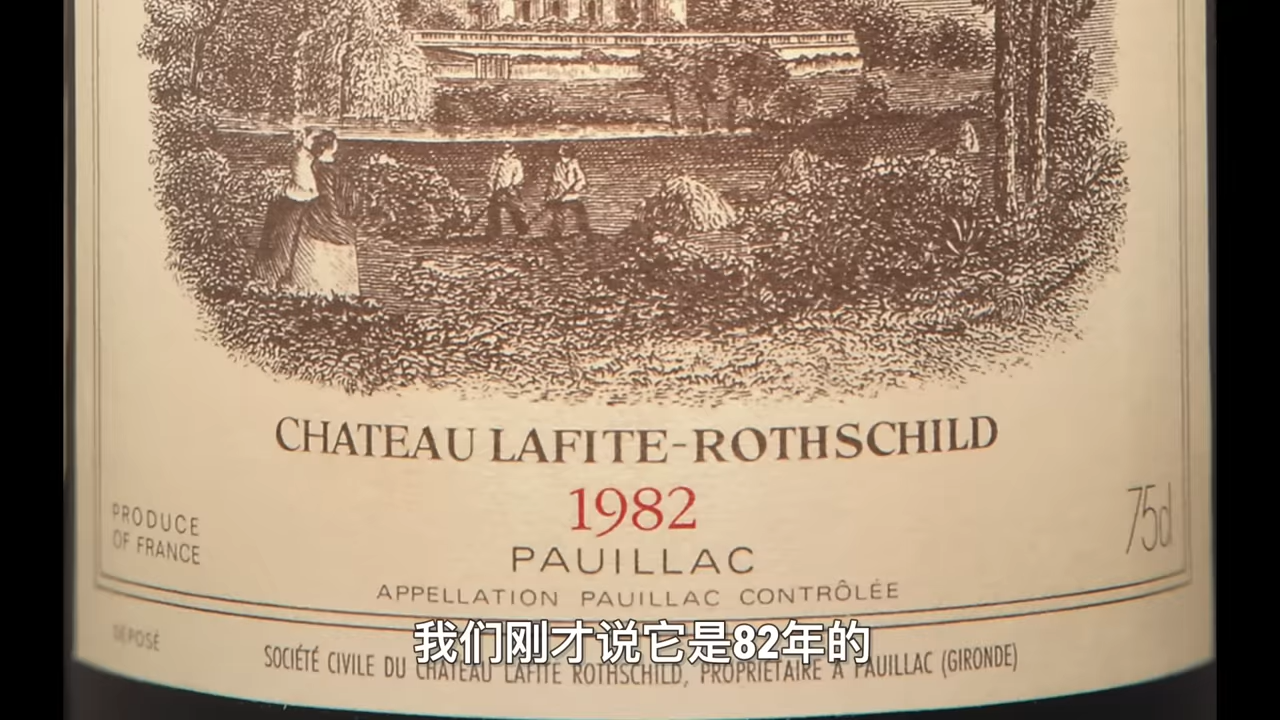 CHATEAU LAFITE-ROTHSCHILD
1982
PRODUCE
OF FRANCE
75cl
PAUILLAC
APPELLATION PAUILLAC CONTRÔLÉE
DÉPOSÉ
SOCIÉTÉ CIVILE DU CHATEAU LAFITE ROTHSCHILD, PROPRIÉTAIRE A PAUILLAC (GIRONDE)
我们刚才说它是82年的